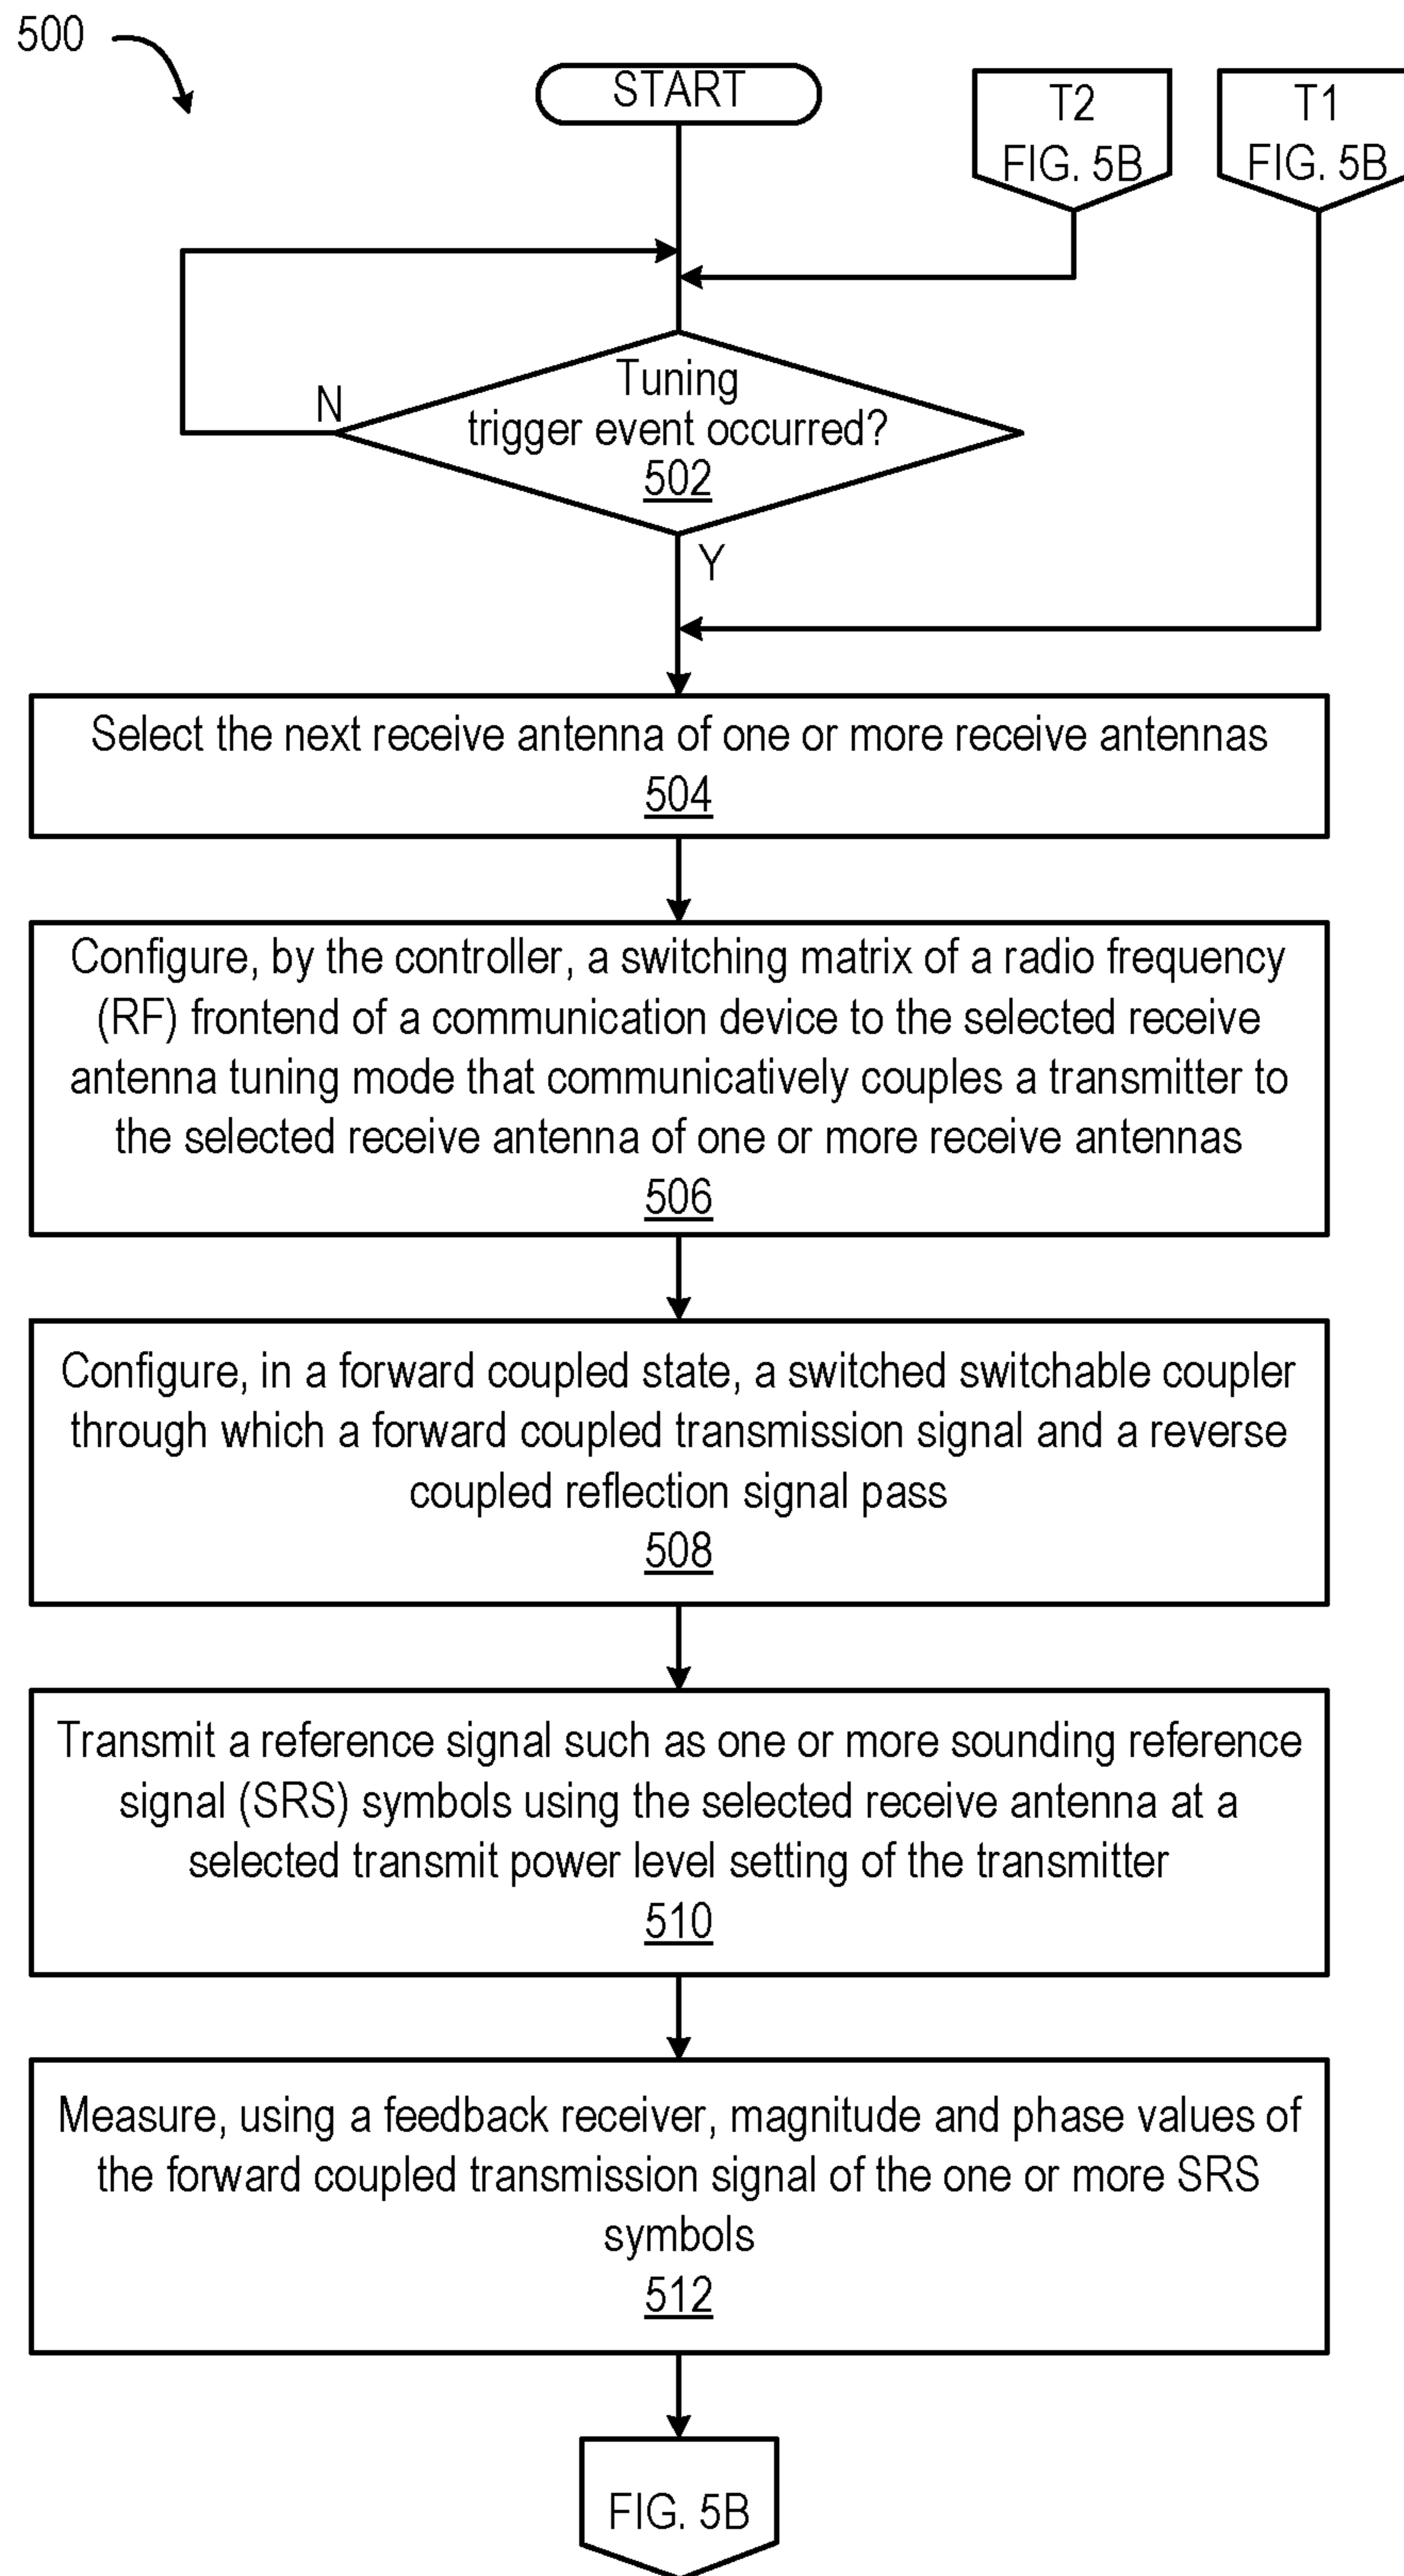 500
START
T2
FIG. 5B
T1
FIG. 5B
Tuning
trigger event occurred?
502
N
Y
Select the next receive antenna of one or more receive antennas
504
Configure, by the controller, a switching matrix of a radio frequency
(RF) frontend of a communication device to the selected receive
antenna tuning mode that communicatively couples a transmitter to
the selected receive antenna of one or more receive antennas
506
Configure, in a forward coupled state, a switched switchable coupler
through which a forward coupled transmission signal and a reverse
coupled reflection signal pass
508
Transmit a reference signal such as one or more sounding reference
signal (SRS) symbols using the selected receive antenna at a
selected transmit power level setting of the transmitter
510
Measure, using a feedback receiver, magnitude and phase values of
the forward coupled transmission signal of the one or more SRS
symbols
512
FIG. 5B